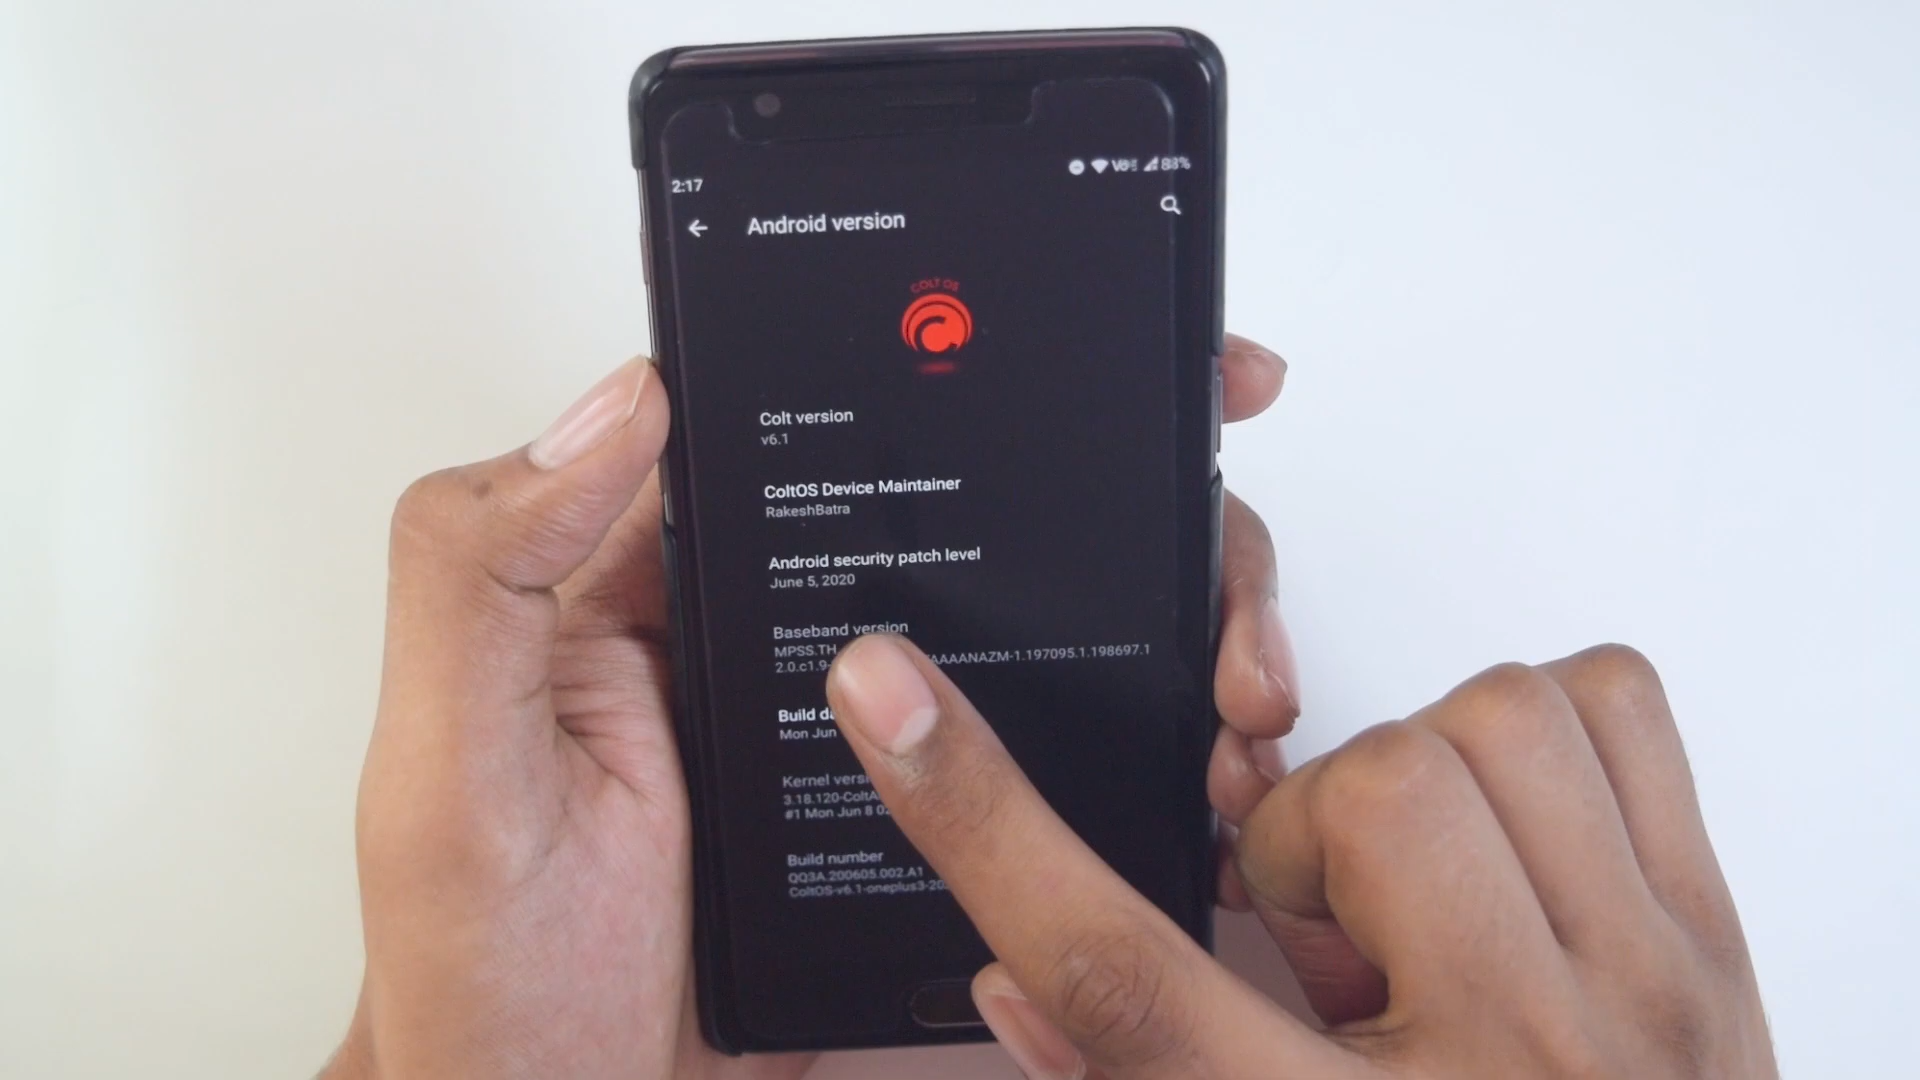 2:17
88%
Android version
COLT OS
Colt version
v6.1
ColtOS Device Maintainer
RakeshBatra
Android security patch level
June 5, 2020
Baseband version
MPSS.TH
2.0.c1.9- AAAANAZM-1.197095.1.198697.1
Build da
Mon Jun
Kernel versi
3.18.120-ColtA
#1 Mon Jun 8 02
Build number
QQ3A.200605.002.A1
ColtOS-v6.1-oneplus3-20